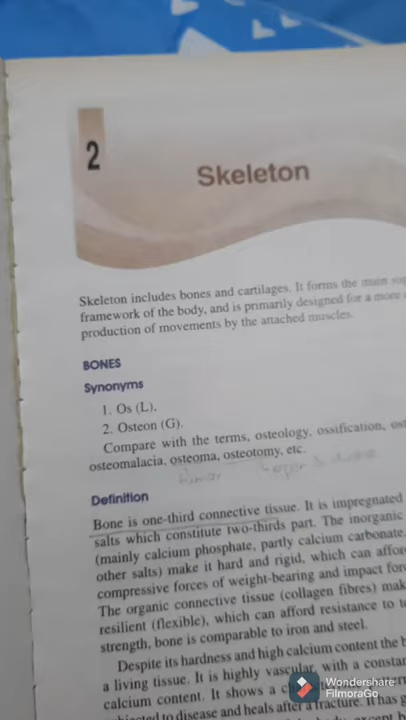 2
Skeleton
Skeleton includes bones and cartilages. It forms the main
framework of the body, and is primarily designed for a more
production of movements by the attached muscles.
BONES
Synonyms
1. Os (L).
2. Osteon (G).
Compare with the terms, osteology, ossification,
osteomalacia, osteoma, osteotomy, etc.
Definition
Bone is one-third connective tissue. It is impregnated
salts which constitute two-thirds part. The inorganic
(mainly calcium phosphate, partly calcium carbonate
other salts) make it hard and rigid, which can
compressive forces of weight-bearing and impact
The organic connective tissue (collagen fibres)
resilient (flexible), which can afford resistance to
strength, bone is comparable to iron and steel.
Despite its hardness and high calcium content the
a living tissue. It is highly vascular, with a
calcium content. It shows a
to disease and heals after a fracture. It has
Wondershare
FilmoraGo